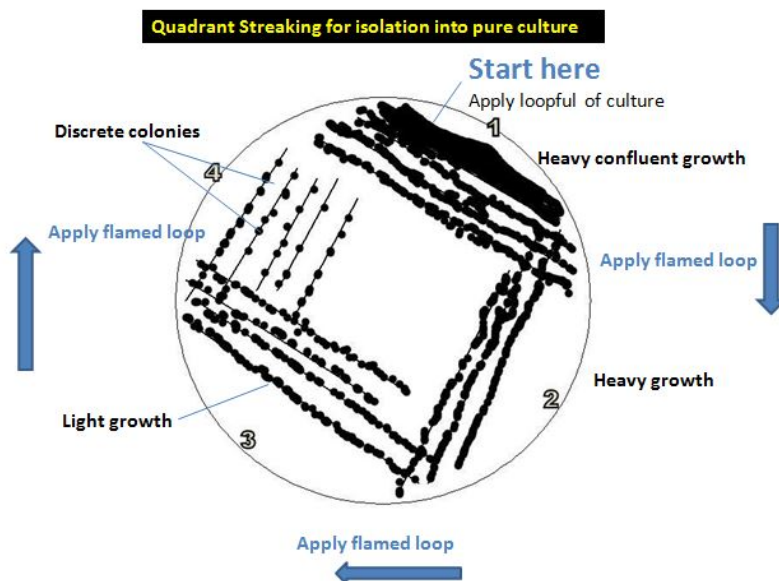 Quadrant Streaking for isolation into pure culture
Start here
Apply loopful of culture
1
Discrete colonies
Heavy confluent growth
4
Apply flamed loop
Apply flamed loop
Heavy growth
2
Light growth
3
Apply flamed loop